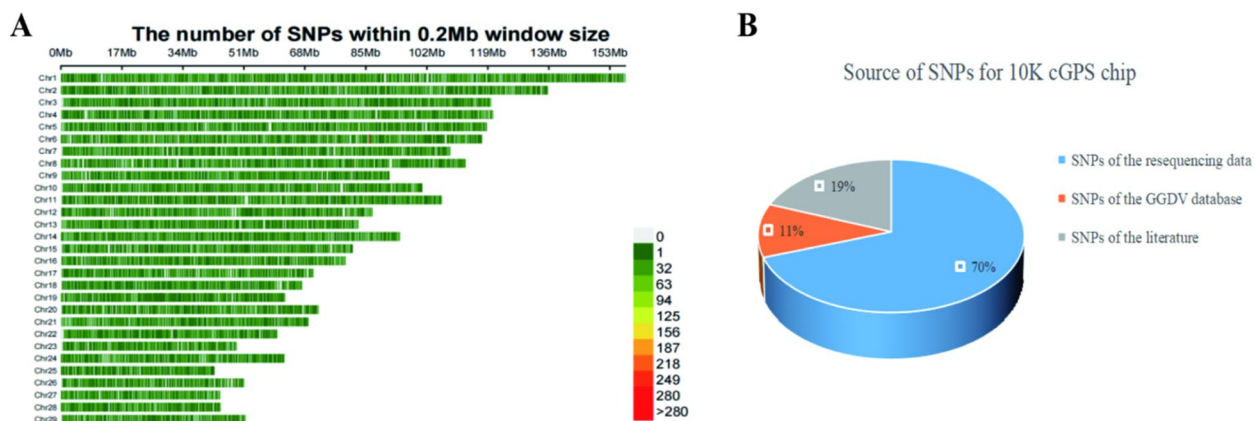 A
The number of SNPs within 0.2Mb window size
0Mb 17Mb 34Mb 51Mb 68Mb 85Mb 102Mb 119Mb 136Mb 153Mb
Chr1
Chr2
Chr3
Chr4
Chr5
Chr6
Chr7
Chr8
Chr9
Chr10
Chr11
Chr12
Chr13
Chr14
Chr15
Chr16
Chr17
Chr18
Chr19
Chr20
Chr21
Chr22
Chr23
Chr24
Chr25
Chr26
Chr27
Chr28
Chr29
0
1
32
63
94
125
156
187
218
249
280
>280
B
Source of SNPs for 10K cGPS chip
19%
11%
70%
SNPs of the resequencing data
SNPs of the GGDV database
SNPs of the literature